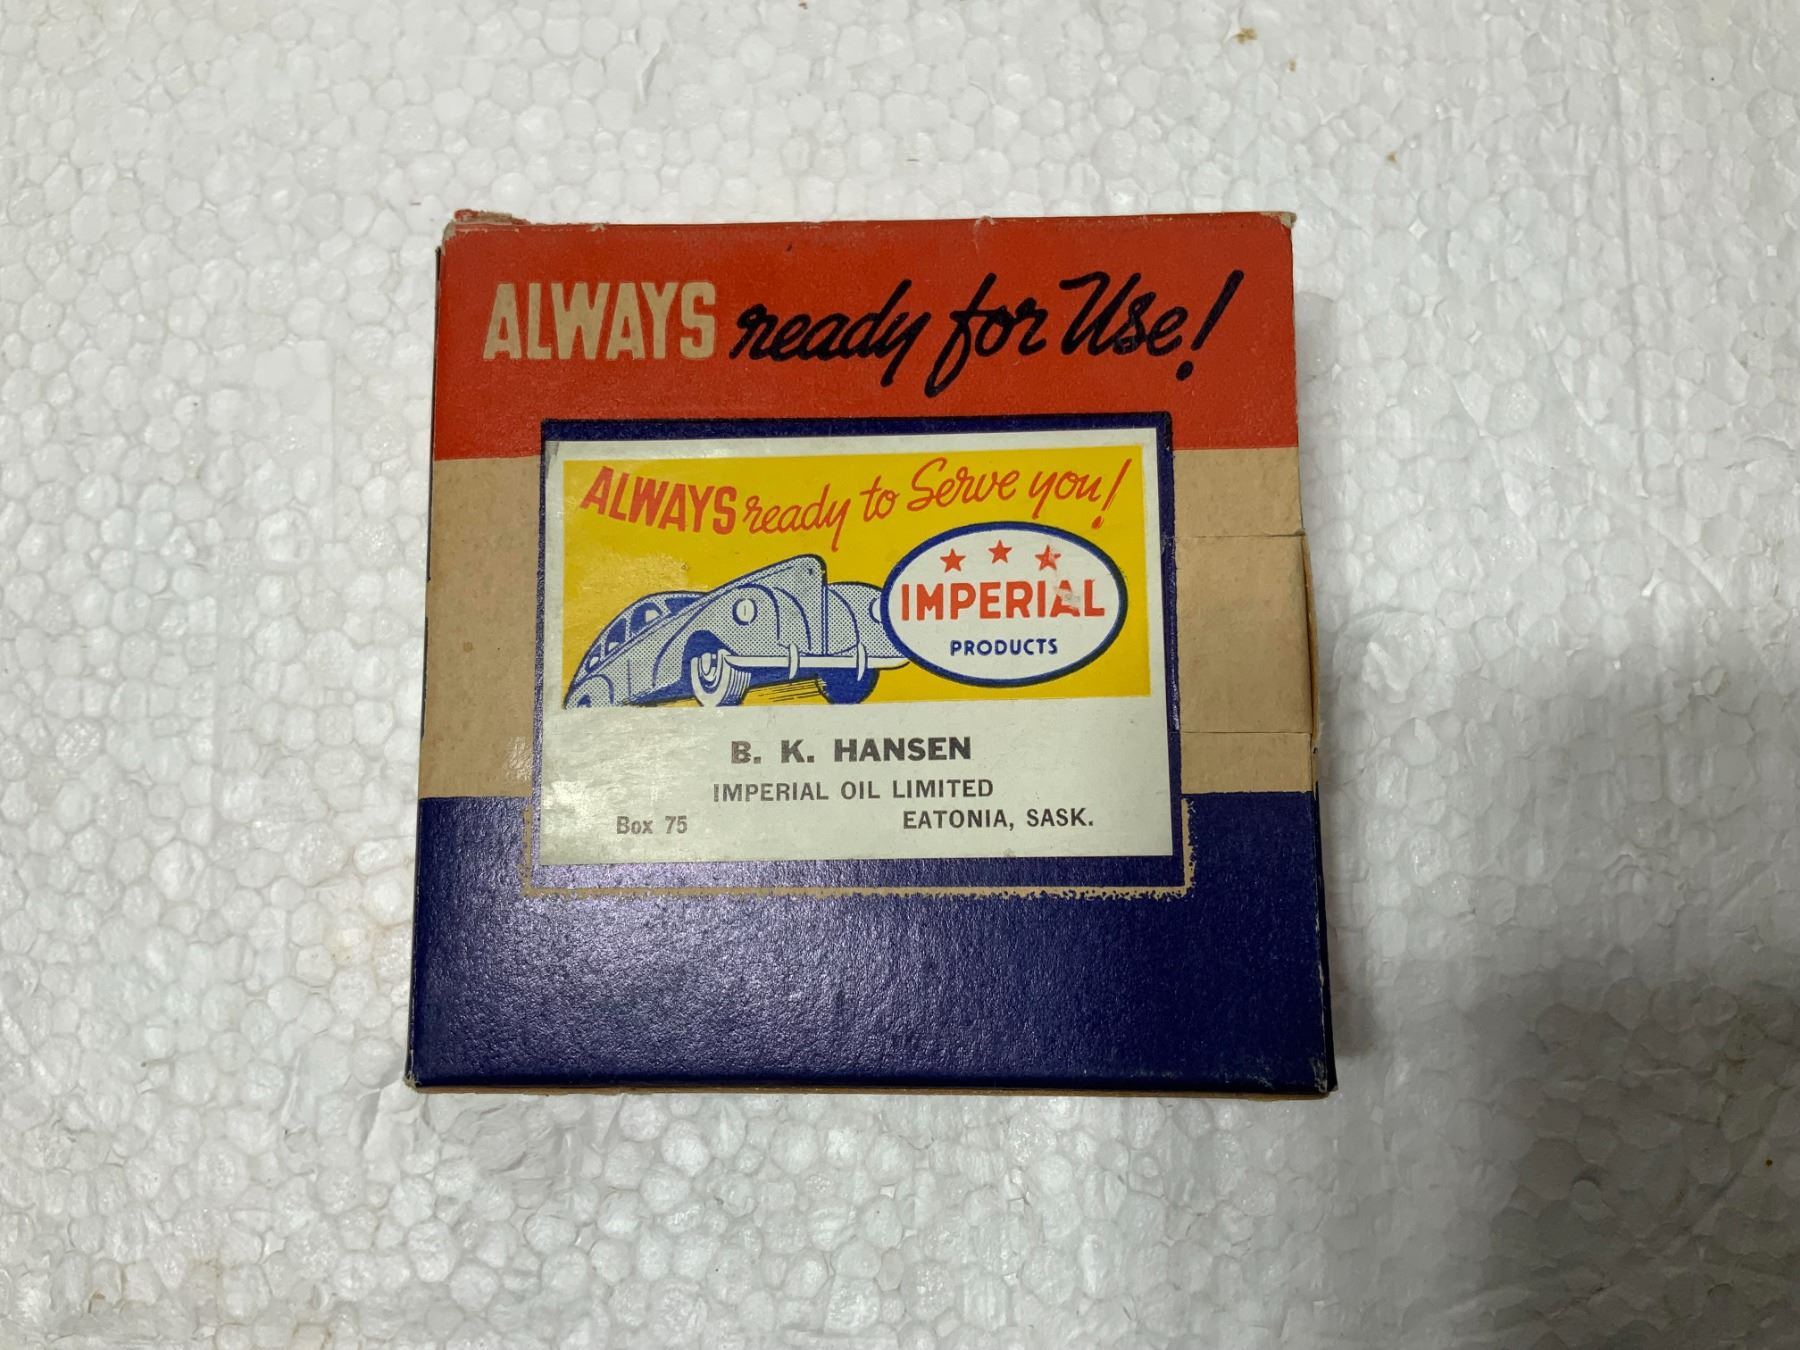 ALWAYS ready for Use!
ALWAYS ready to Serve you!
IMPERIAL
PRODUCTS
B. K. HANSEN
IMPERIAL OIL LIMITED
Box 75 EATONIA, SASK.